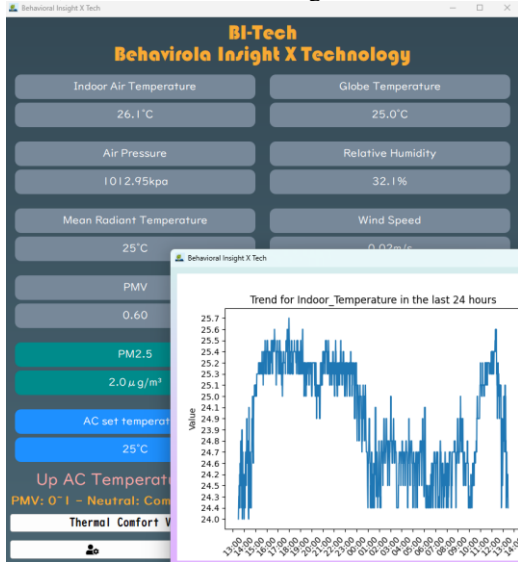 Behavioral Insight X Tech
BI-Tech
Behavirola Insight X Technology
Indoor Air Temperature
Globe Temperature
26.1°C
25.0°C
Air Pressure
Relative Humidity
1012.95kpa
32.1%
Mean Radiant Temperature
Wind Speed
25°C
0.02m/s
PMV
0.60
PM2.5
2.0μg/m³
AC set temperat
25°C
Up AC Temperatu
PMV: 0~1 - Neutral: Com
Thermal Comfort V
Behavioral Insight X Tech
Trend for Indoor_Temperature in the last 24 hours
Value
25.7
25.6
25.5
25.4
25.2
25.3
25.1
25.0
24.1
24.9
24.8
24.7
24.6
24.2
24.5
24.3
24.4
24.0
13:00 14:00 15:00 16:00 17:00 18:00 19:00 20:00 21:00 22:00 23:00 00:00 01:00 02:00 03:00 04:00 05:00 06:00 07:00 08:00 09:00 10:00 11:00 12:00 13:00